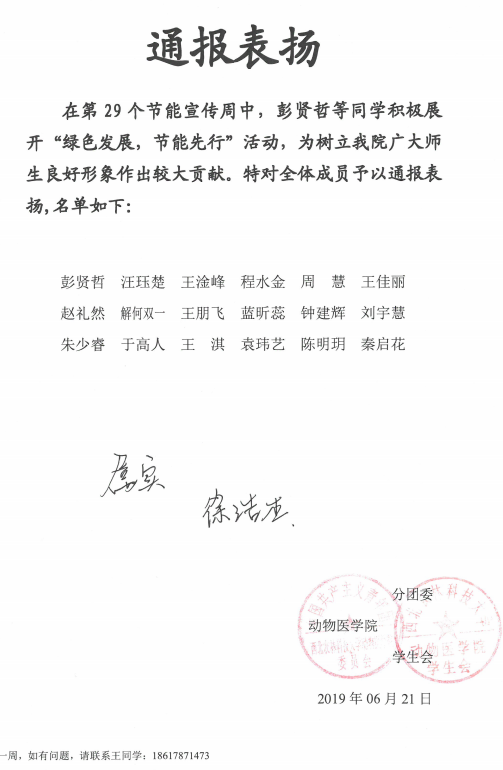 通报表扬
在第 29 个节能宣传周中，彭贤哲等同学积极展
开“绿色发展，节能先行”活动，为树立我院广大师
生良好形象作出较大贡献。特对全体成员予以通报表
扬,名单如下：
彭贤哲 汪珏楚 王淦峰 程水金 周 慧 王佳丽
赵礼然 解何双一 王朋飞 蓝昕蕊 钟建辉 刘宇慧
朱少睿 于高人 王 淇 袁玮艺 陈明玥 秦启花
属实
徐浩杰
分团委
动物医学院
学生会
2019 年 06 月 21 日
一周，如有问题，请联系王同学：18617871473